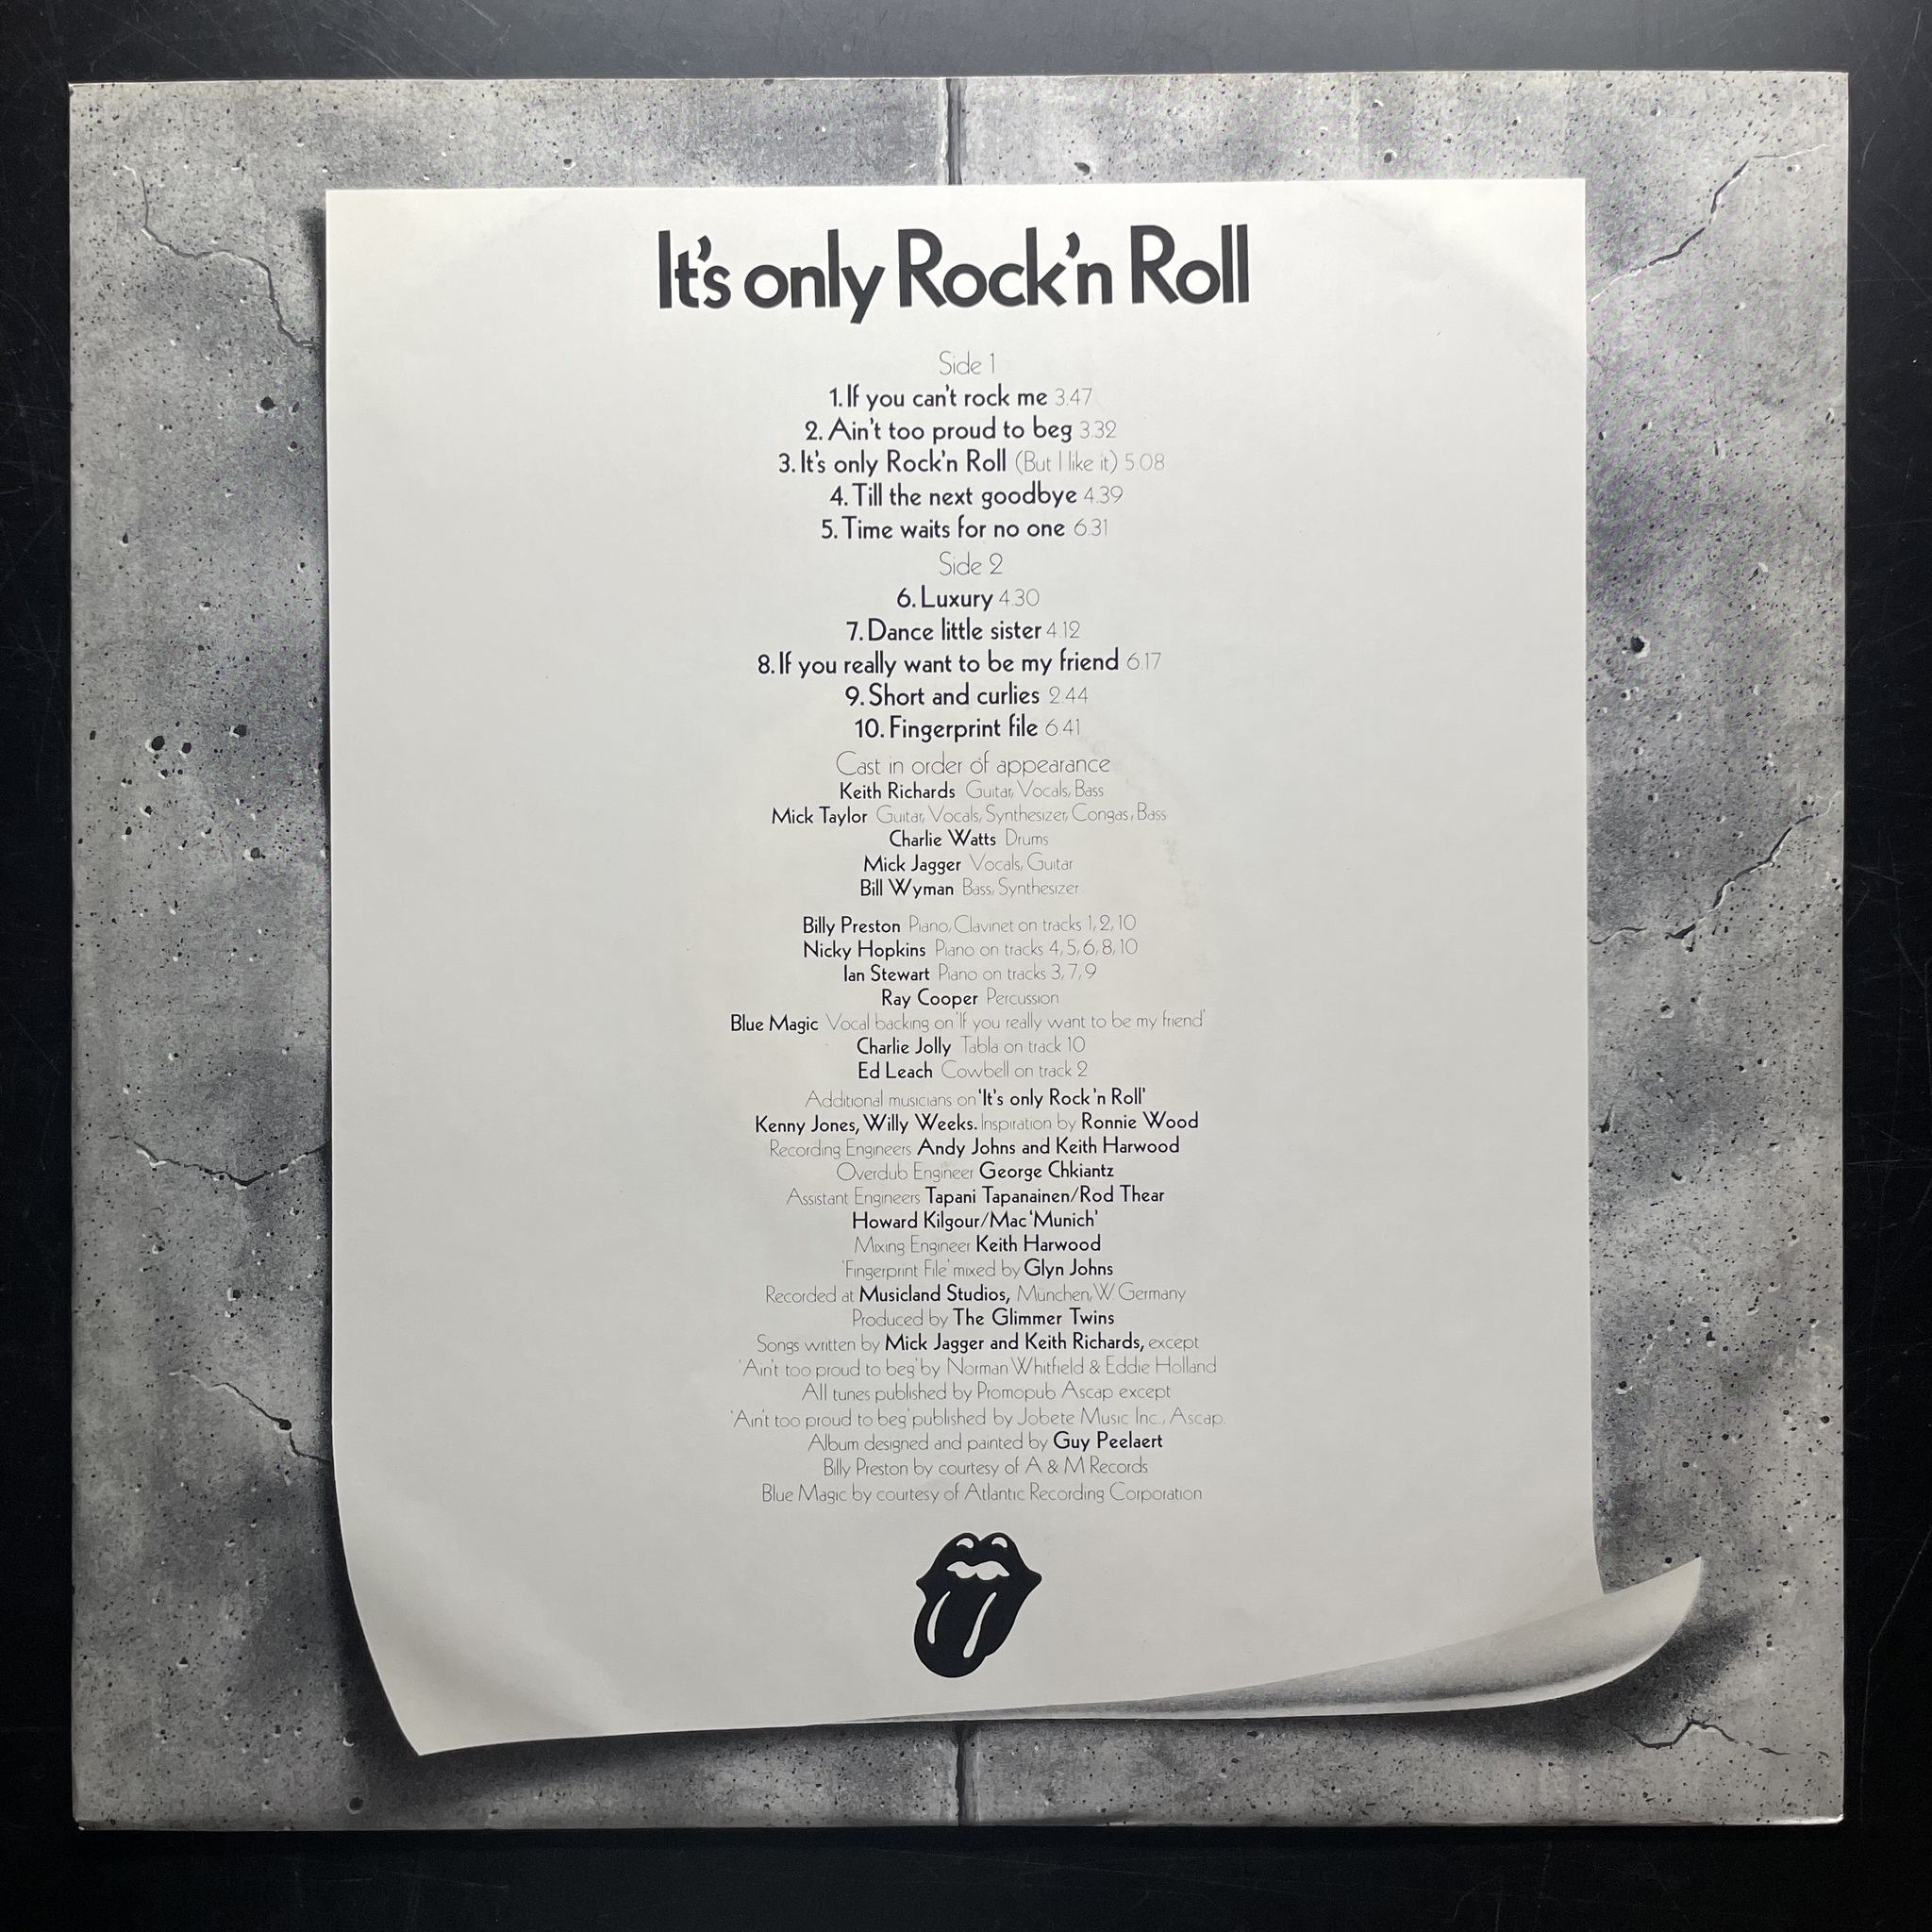 It's only Rock'n Roll
Side 1
1. If you can't rock me 3.47
2. Ain't too proud to beg 3.32
3. It's only Rock'n Roll (But I like it) 5.08
4. Till the next goodbye 4.39
5. Time waits for no one 6.31
Side 2
6. Luxury 4.30
7. Dance little sister 4.12
8. If you really want to be my friend 6.17
9. Short and curlies 2.44
10. Fingerprint file 6.41
Cast in order of appearance
Keith Richards Guitar, Vocals, Bass
Mick Taylor Guitar, Vocals, Synthesizer, Congas, Bass
Charlie Watts Drums
Mick Jagger Vocals, Guitar
Bill Wyman Bass, Synthesizer
Billy Preston Piano, Clavinet on tracks 1, 2, 10
Nicky Hopkins Piano on tracks 4, 5, 6, 8, 10
Ian Stewart Piano on tracks 3, 7, 9
Ray Cooper Percussion
Blue Magic Vocal backing on 'If you really want to be my friend'
Charlie Jolly Tabla on track 10
Ed Leach Cowbell on track 2
Additional musicians on 'It's only Rock 'n Roll'
Kenny Jones, Willy Weeks. Inspiration by Ronnie Wood
Recording Engineers Andy Johns and Keith Harwood
Overdub Engineer George Chkiantz
Assistant Engineers Tapani Tapanainen/Rod Thear
Howard Kilgour/Mac 'Munich'
Mixing Engineer Keith Harwood
'Fingerprint File' mixed by Glyn Johns
Recorded at Musicland Studios, München, W. Germany
Produced by The Glimmer Twins
Songs written by Mick Jagger and Keith Richards, except
'Ain't too proud to beg' by Norman Whitfield & Eddie Holland
All tunes published by Promopub Ascap except
'Ain't too proud to beg' published by Jobete Music Inc., Ascap.
Album designed and painted by Guy Peelaert
Billy Preston by courtesy of A & M Records
Blue Magic by courtesy of Atlantic Recording Corporation